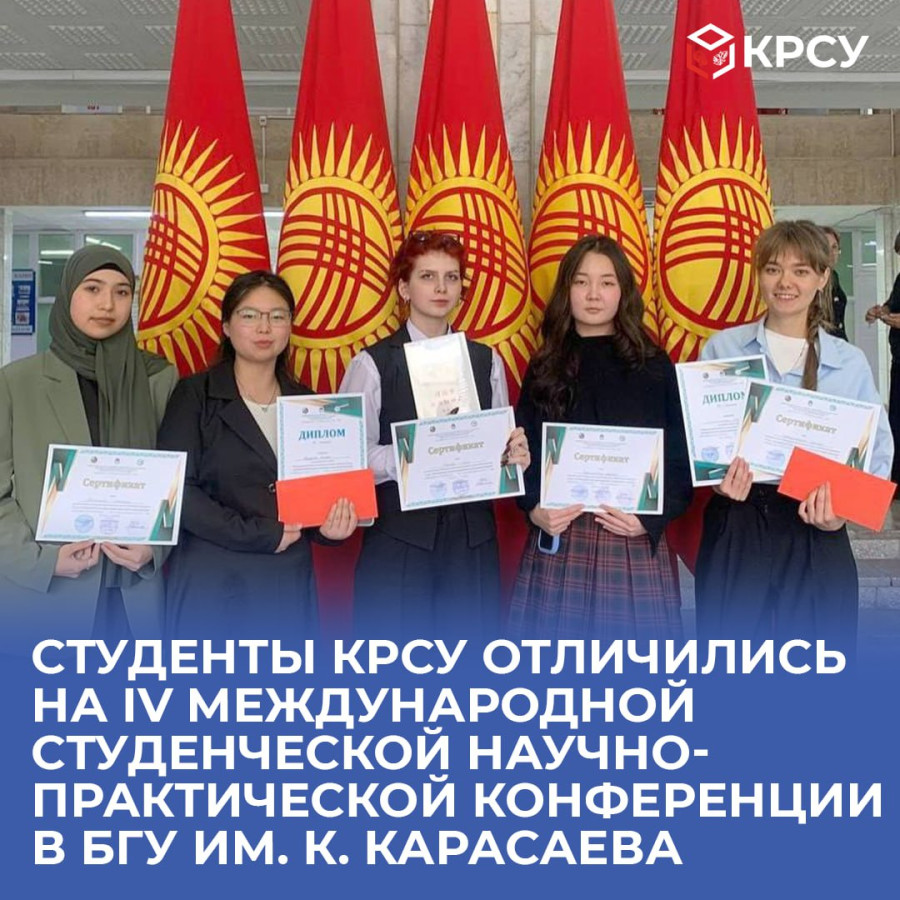 КРСУ
ДИПЛОМ
ДИПЛОМ
Сертификат
Сертификат
Сертификат
Сертификат
СТУДЕНТЫ КРСУ ОТЛИЧИЛИСЬ
НА IV МЕЖДУНАРОДНОЙ
СТУДЕНЧЕСКОЙ НАУЧНО-
ПРАКТИЧЕСКОЙ КОНФЕРЕНЦИИ
В БГУ ИМ. К. КАРАСАЕВА